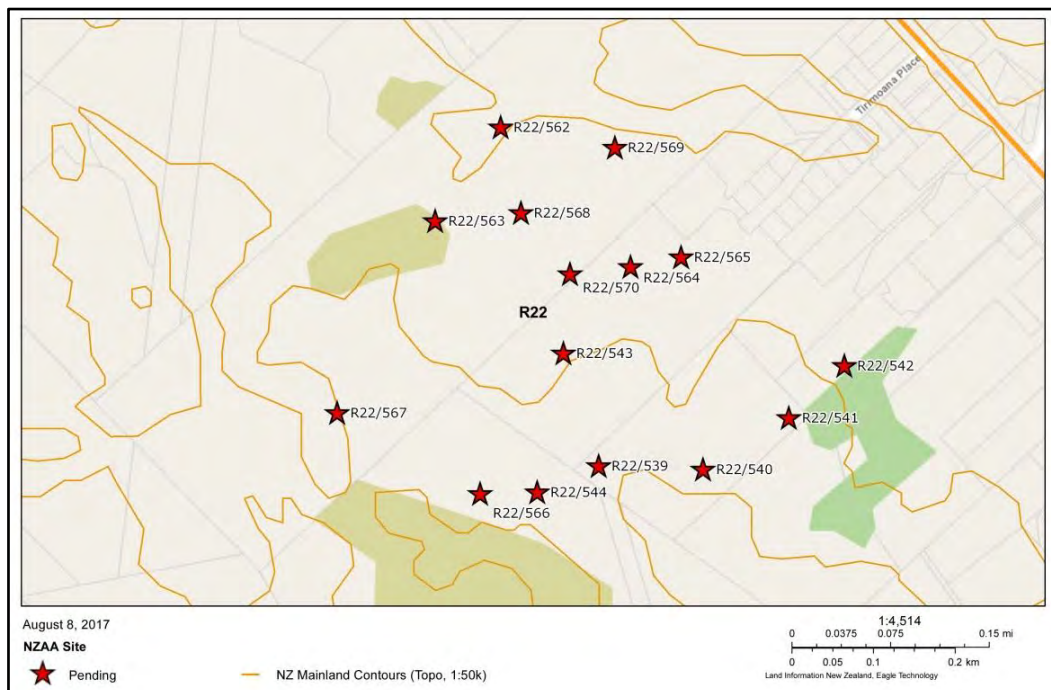 Tirimoana Place
R22/562
R22/569
R22/568
R22/563
R22/565
R22/564
R22/570
R22
R22/543
R22/542
R22/567
R22/541
R22/539
R22/540
R22/544
R22/566
August 8, 2017
NZAA Site
Pending
NZ Mainland Contours (Topo, 1:50k)
1:4,514
0 0.0375 0.075 0.15 mi
0 0.05 0.1 0.2 km
Land Information New Zealand, Eagle Technology